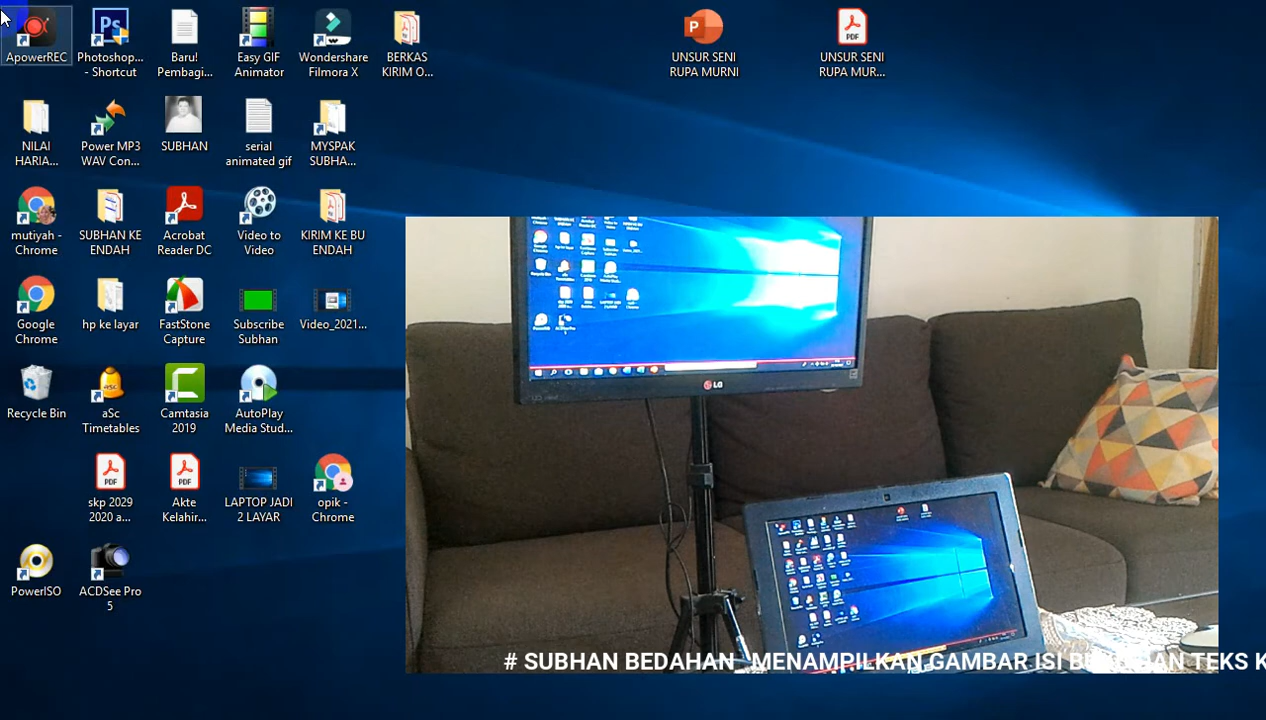 ApowerREC
Photoshop...
- Shortcut
Baru!
Pembagi...
Easy GIF
Animator
Wondershare
Filmora X
BERKAS
KIRIM O...
UNSUR SENI
RUPA MURNI
UNSUR SENI
RUPA MUR...
NILAI
HARIA...
Power MP3
WAV Con...
SUBHAN
serial
animated gif
MYSPAK
SUBHA...
mutiyah -
Chrome
SUBHAN KE
ENDAH
Acrobat
Reader DC
Video to
Video
KIRIM KE BU
ENDAH
Google
Chrome
hp ke layar
FastStone
Capture
Subscribe
Subhan
Video_2021...
Recycle Bin
aSc
Timetables
Camtasia
2019
AutoPlay
Media Stud...
skp 2029
2020 a...
Akte
Kelahir...
LAPTOP JADI
2 LAYAR
opik -
Chrome
PowerISO
ACDSee Pro
5
LG
# SUBHAN BEDAHAN_ MENAMPILKAN GAMBAR ISI TEKS K